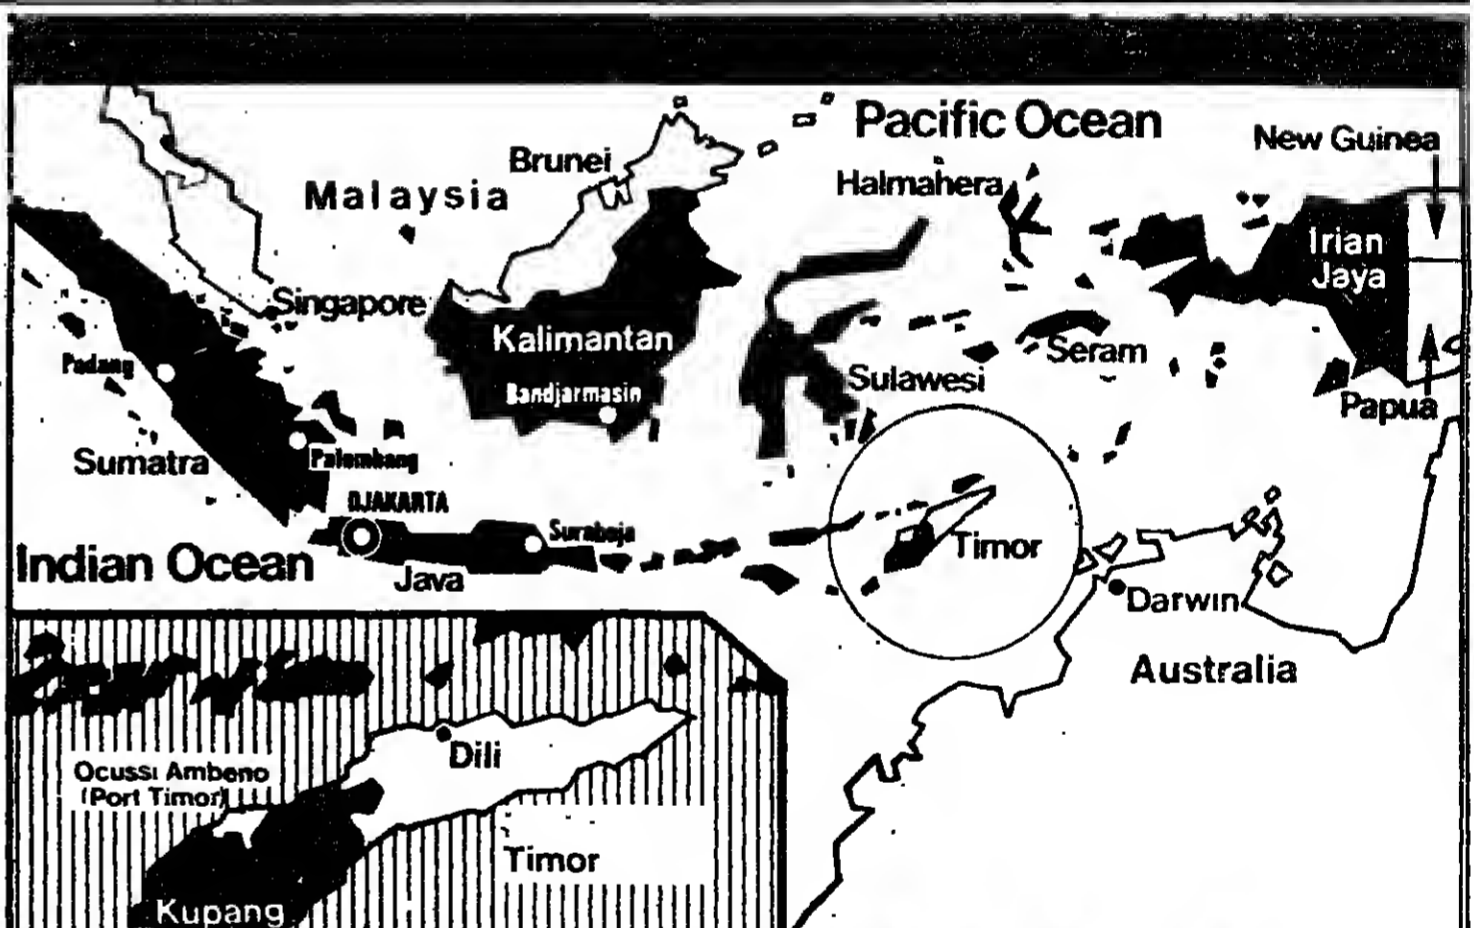 Pacific Ocean
New Guinea
Brunei
Malaysia
Halmahera
Irian
Jaya
Singapore
Kalimantan
Seram
Padang
Sulawesi
Bandjarmasin
Papua
Sumatra
Palembang
DJAKARTA
Surabaja
Timor
Indian Ocean
Java
Darwin
Australia
Dili
Ocussi Ambeno
(Port Timor)
Timor
Kupang